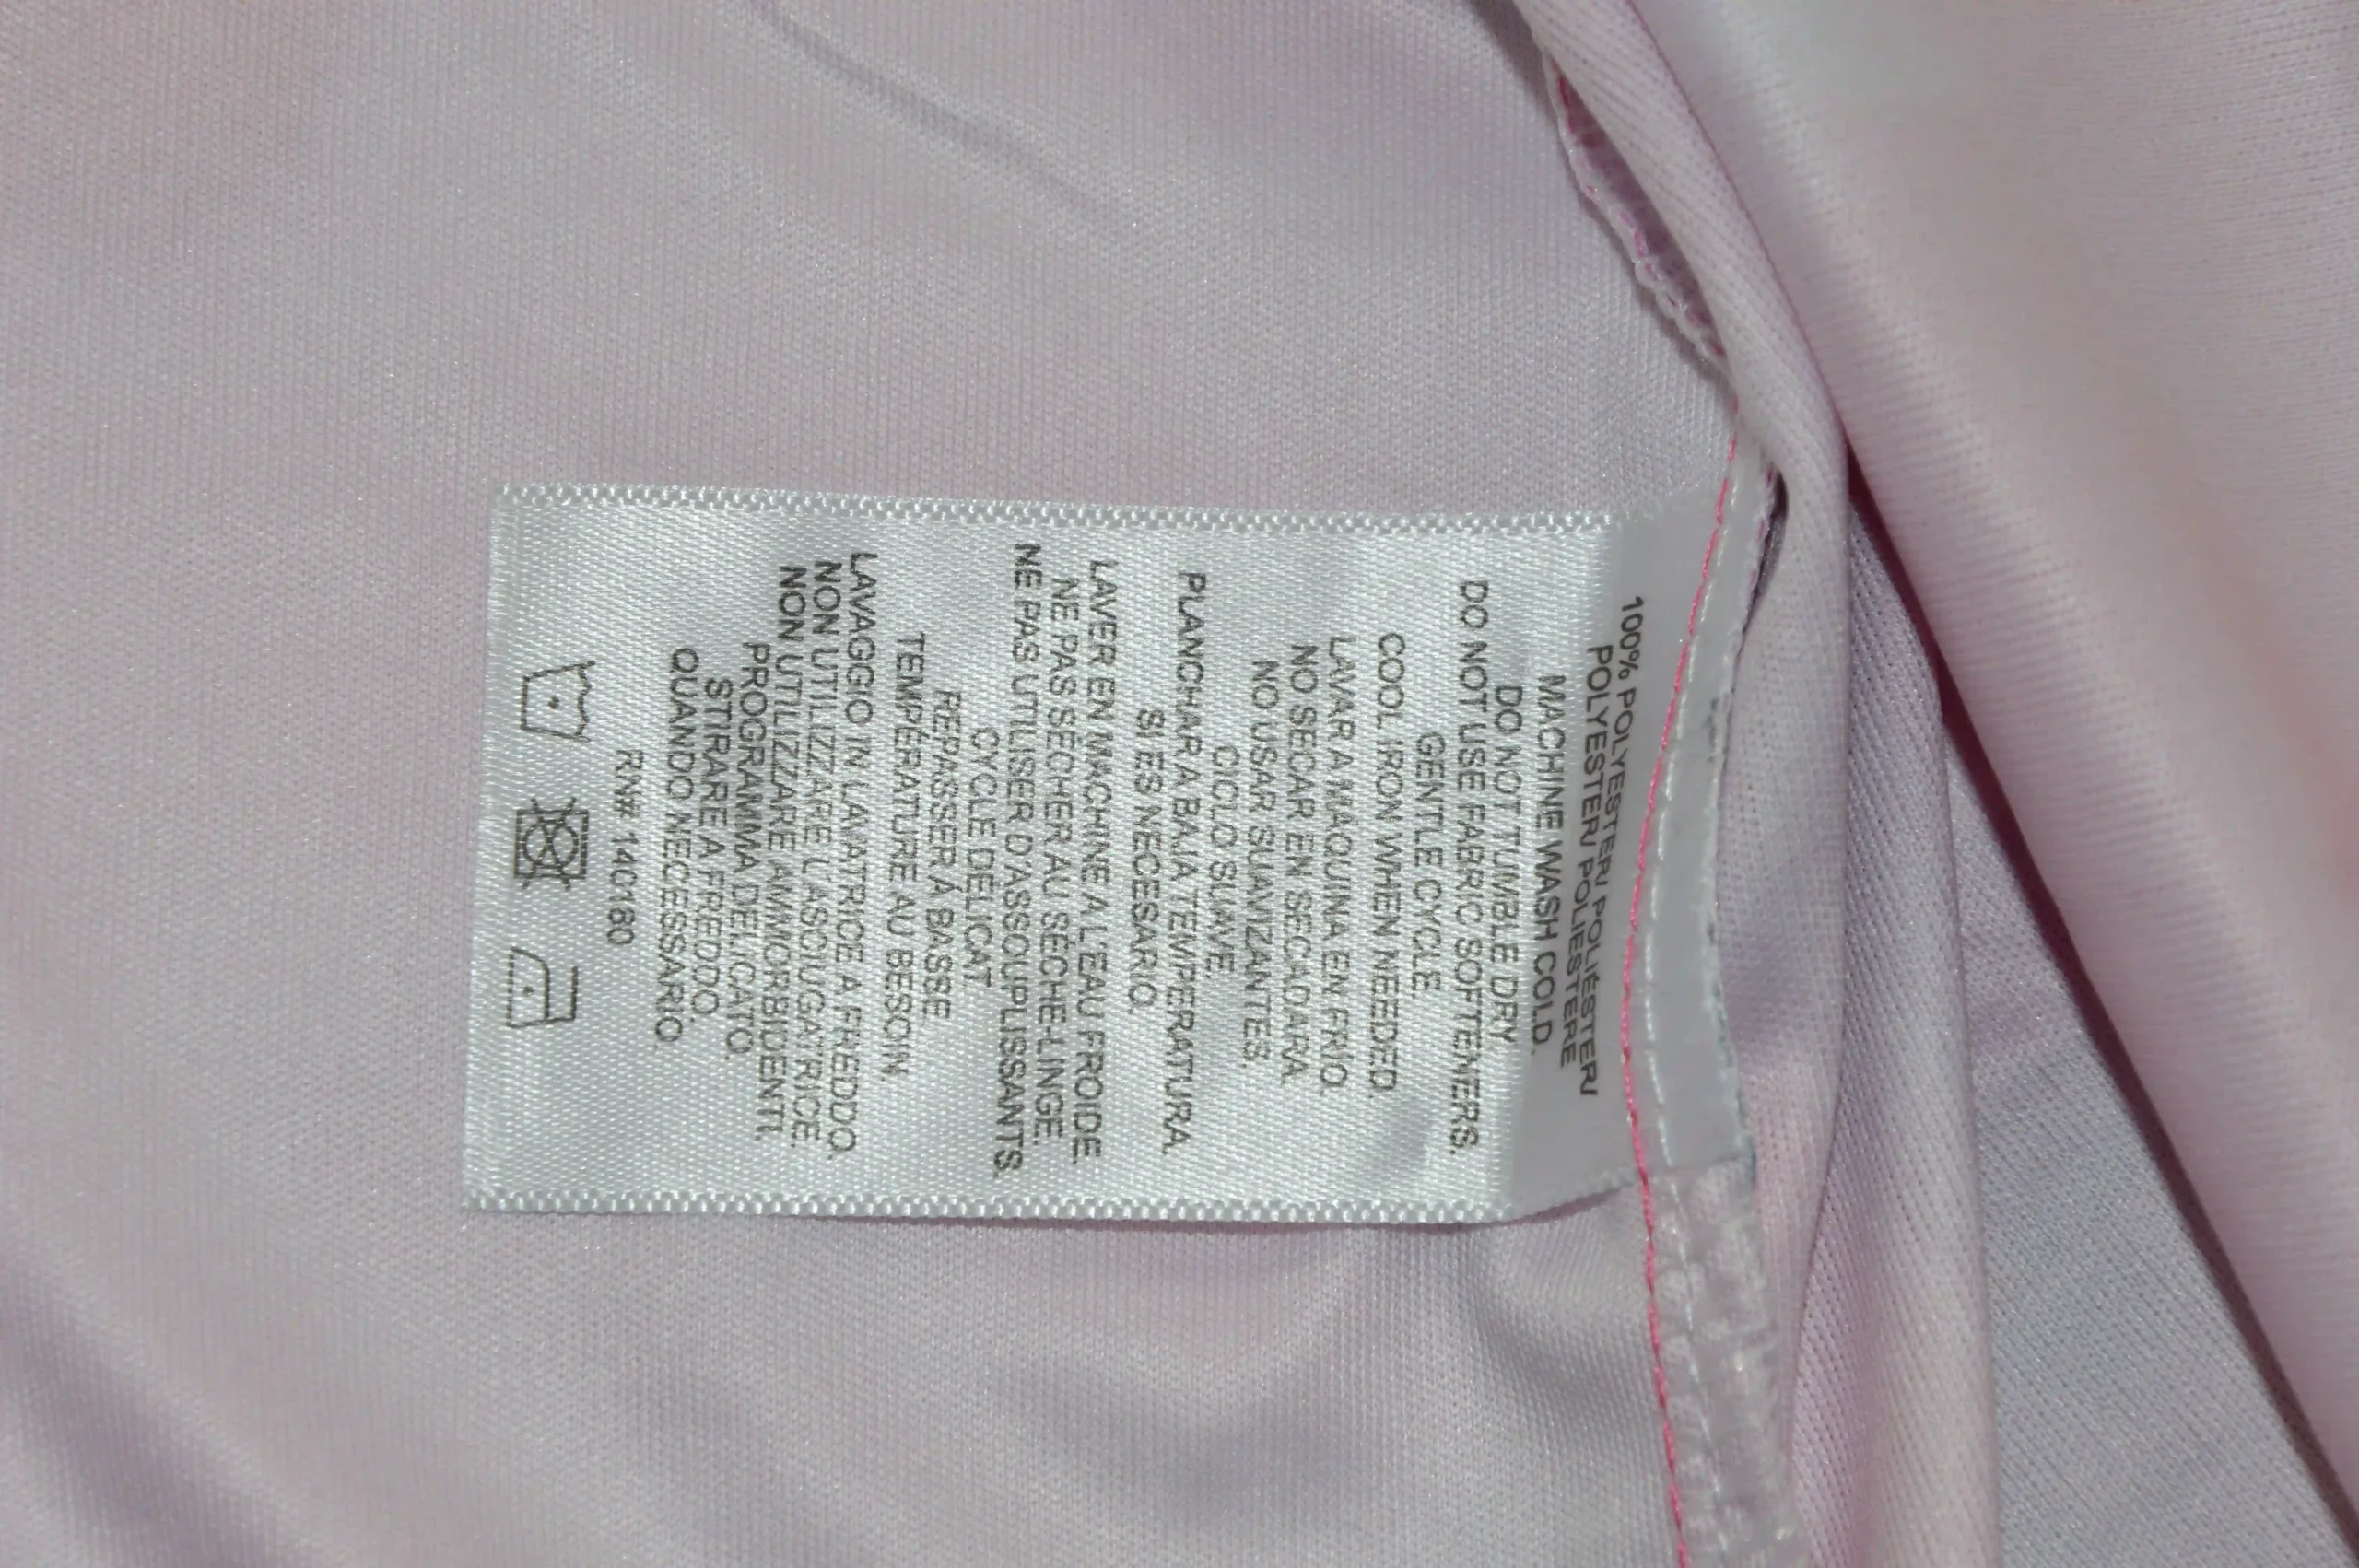 100% POLYESTER/ POLIÉSTER/
POLYESTER/ POLIESTERE
MACHINE WASH COLD.
DO NOT TUMBLE DRY
DO NOT USE FABRIC SOFTENERS.
GENTLE CYCLE.
COOL IRON WHEN NEEDED.
LAVAR A MAQUINA EN FRÍO.
NO SECAR EN SECADARA.
NO USAR SUAVIZANTES.
CICLO SUAVE.
PLANCHAR A BAJA TEMPERATURA.
SI ES NECESARIO.
LAVER EN MACHINE A L'EAU FROIDE.
NE PAS SÉCHER AU SÈCHE-LINGE.
NE PAS UTILISER D'ASSOUPLISSANTS.
CYCLE DÉLICAT
REPASSER À BASSE
TEMPÉRATURE AU BESOIN.
LAVAGGIO IN LAVATRICE A FREDDO.
NON UTILIZZARE L'ASCIUGATRICE.
NON UTILIZZARE AMMORBIDENTI.
PROGRAMMA DELICATO.
STIRARE A FREDDO.
QUANDO NECESSARIO.
RN# 140180